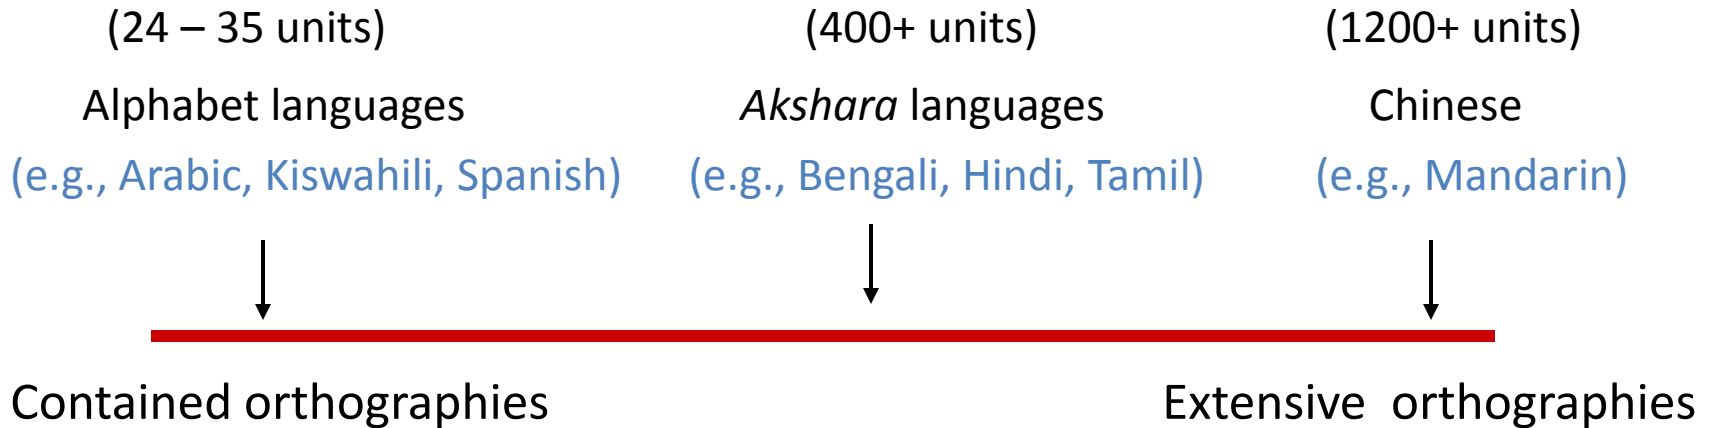 (24 – 35 units) (400+ units) (1200+ units)
Alphabet languages Akshara languages Chinese
(e.g., Arabic, Kiswahili, Spanish) (e.g., Bengali, Hindi, Tamil) (e.g., Mandarin)
Contained orthographies Extensive orthographies